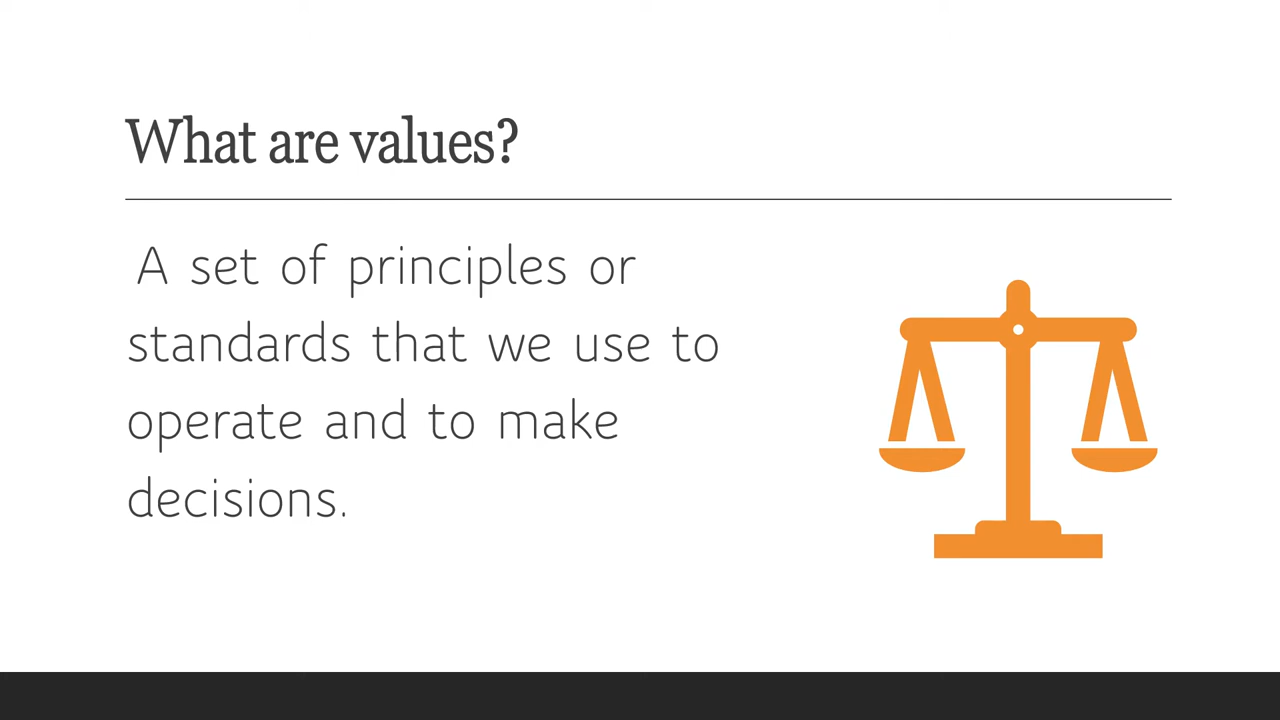 What are values?
A set of principles or
standards that we use to
operate and to make
decisions.